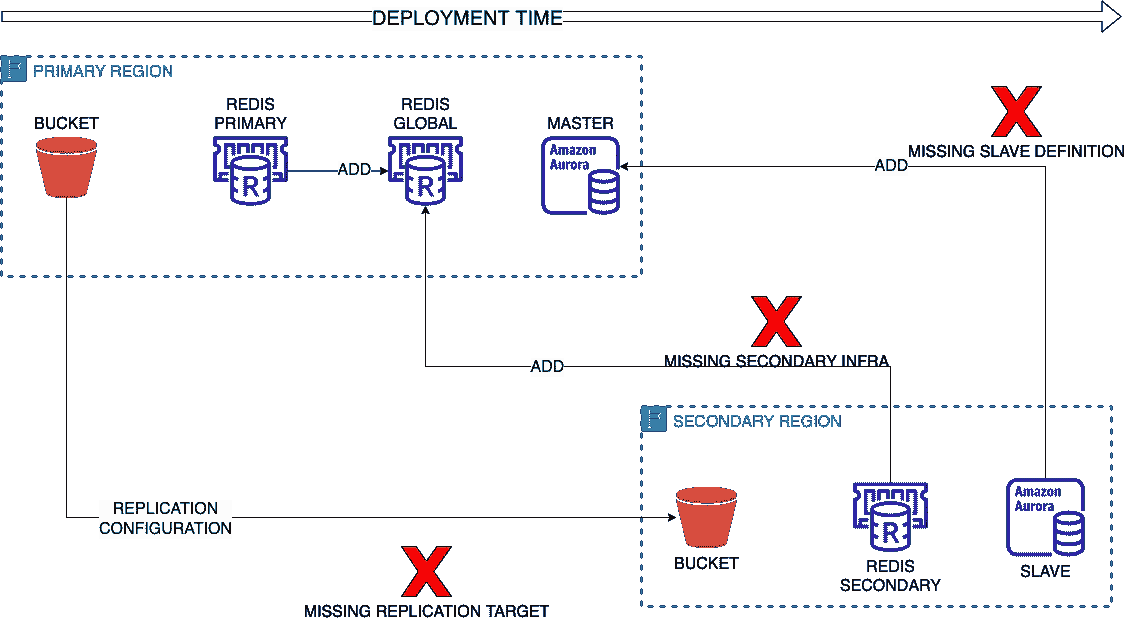 DEPLOYMENT TIME
F
PRIMARY REGION
BUCKET
REDIS
PRIMARY
REDIS
GLOBAL
MASTER
Amazon
Aurora
R
R
ADD
ADD
MISSING SLAVE DEFINITION
MISSING SECONDARY INFRA
ADD
F
SECONDARY REGION
REPLICATION
CONFIGURATION
MISSING REPLICATION TARGET
BUCKET
R
REDIS
SECONDARY
Amazon
Aurora
SLAVE